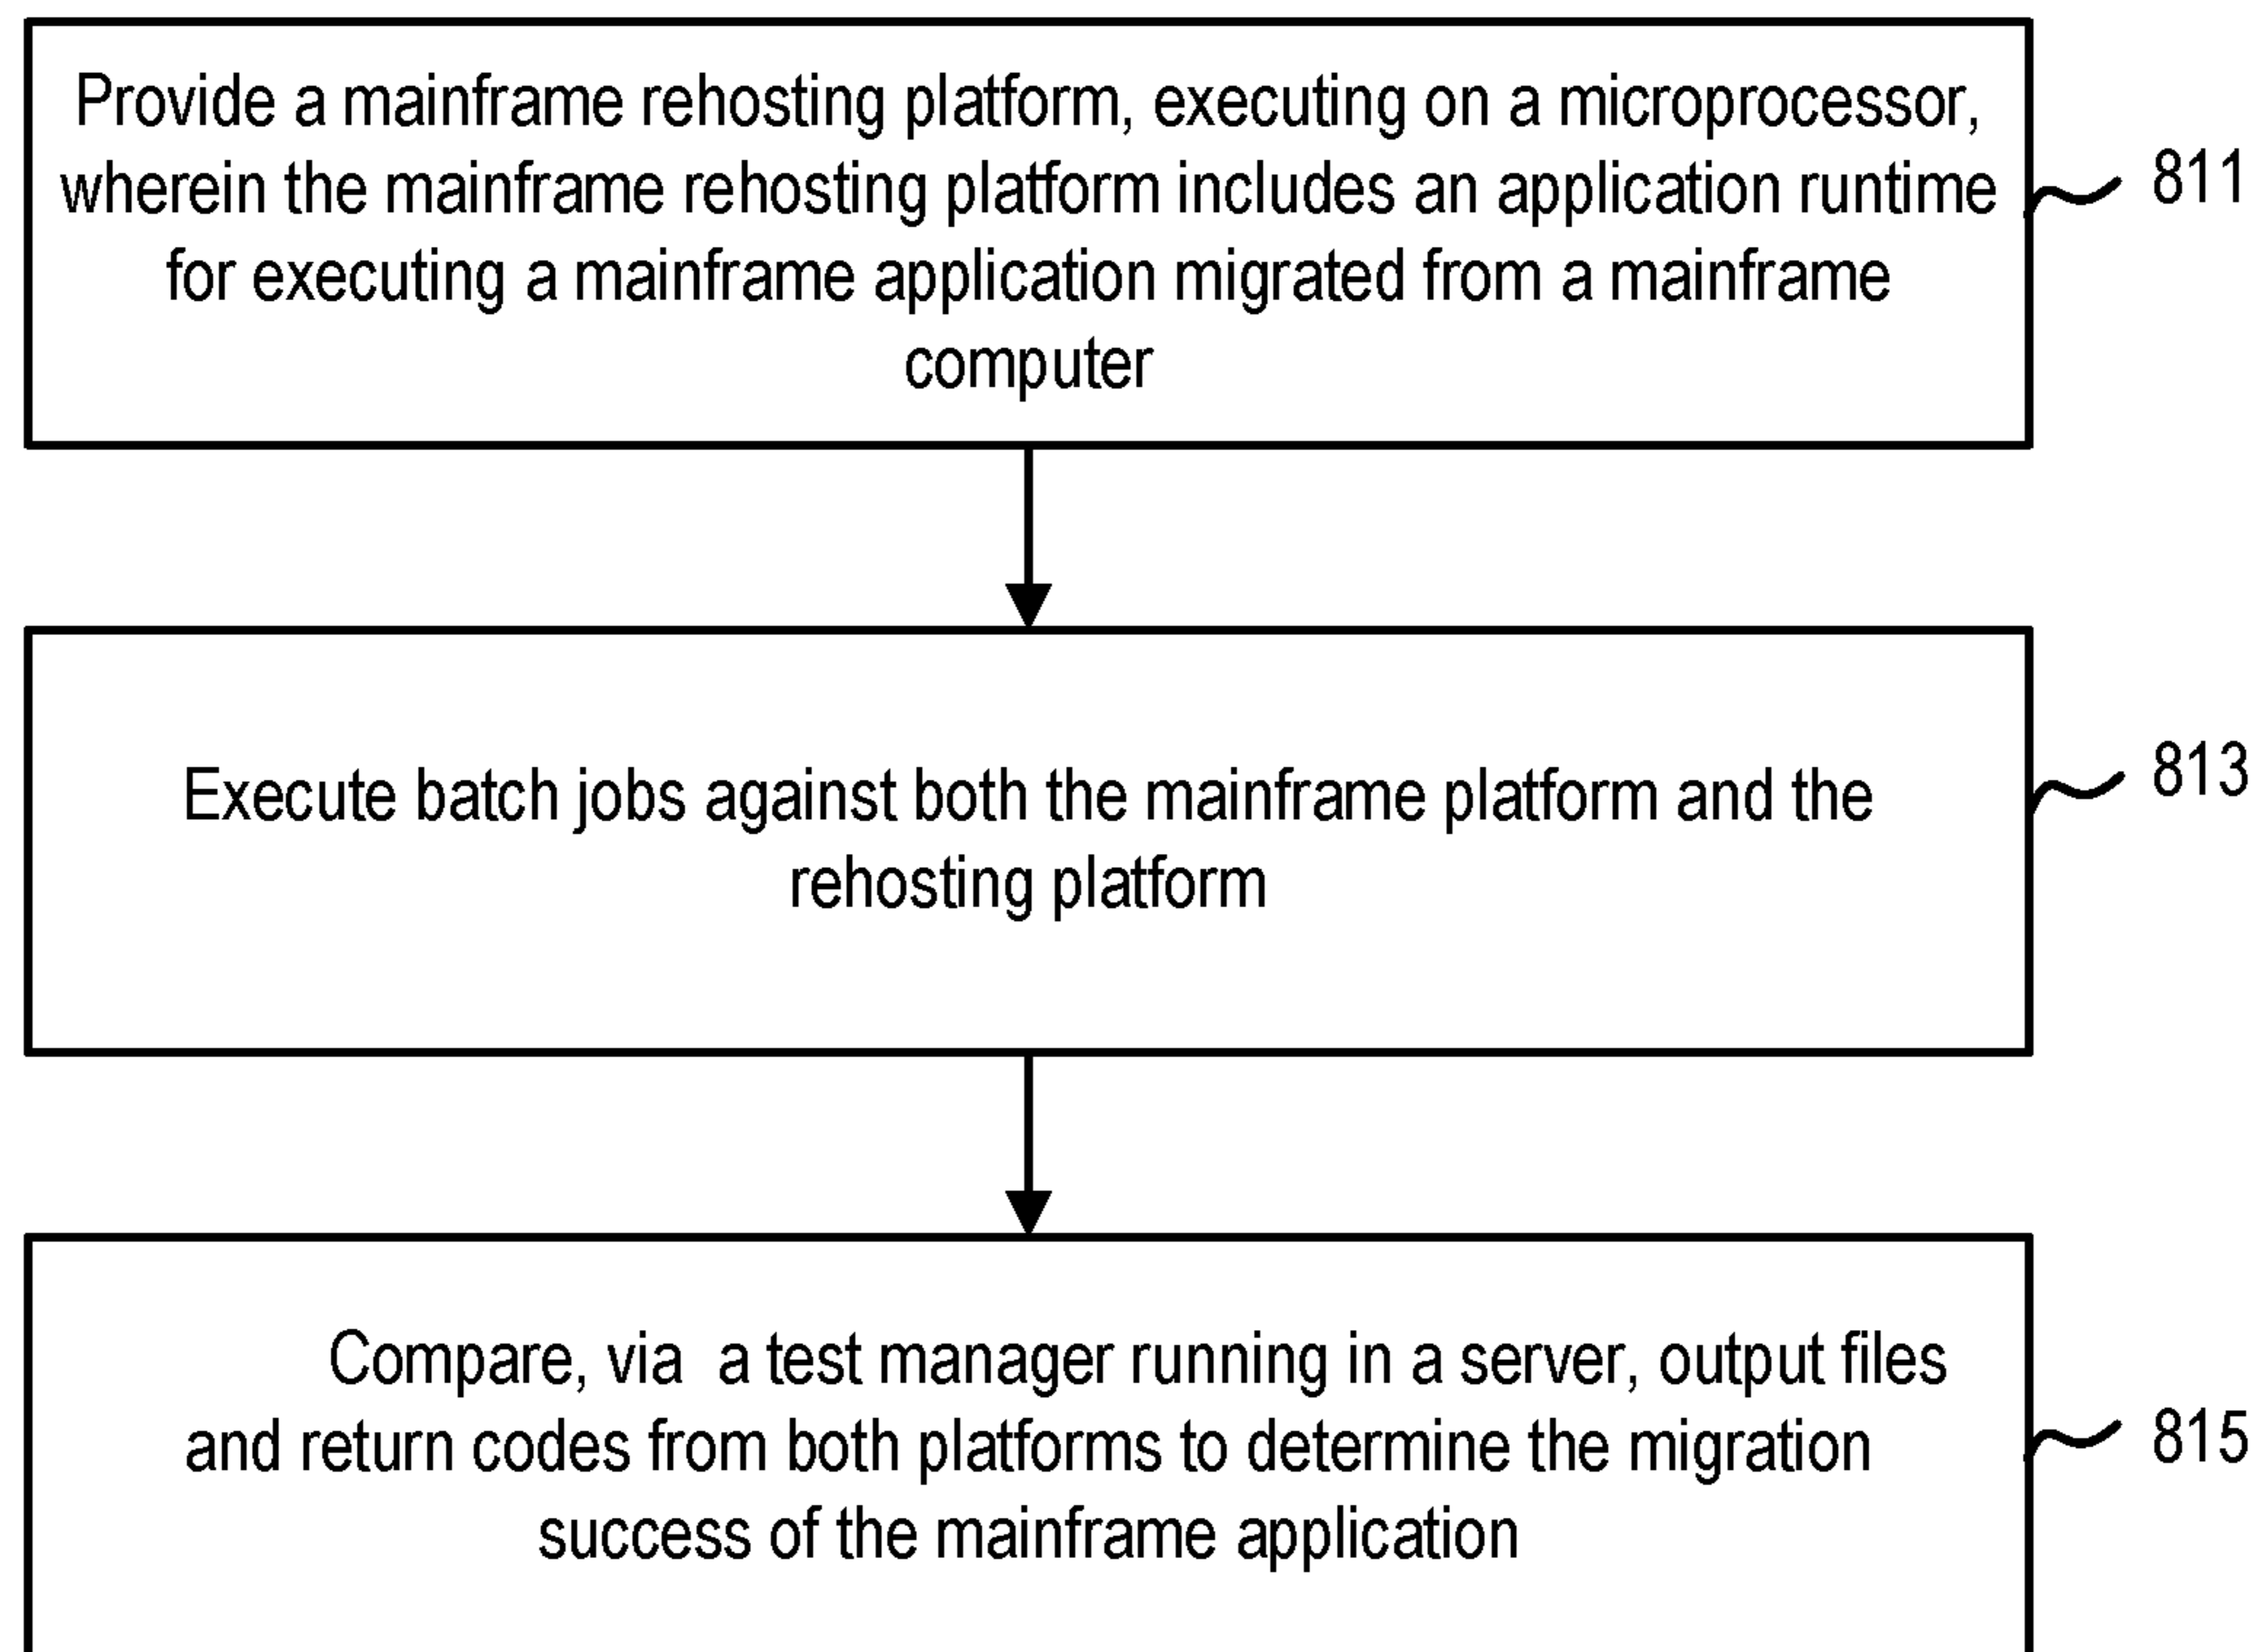 Provide a mainframe rehosting platform, executing on a microprocessor,
wherein the mainframe rehosting platform includes an application runtime
for executing a mainframe application migrated from a mainframe
computer
811
Execute batch jobs against both the mainframe platform and the
rehosting platform
813
Compare, via a test manager running in a server, output files
and return codes from both platforms to determine the migration
success of the mainframe application
815